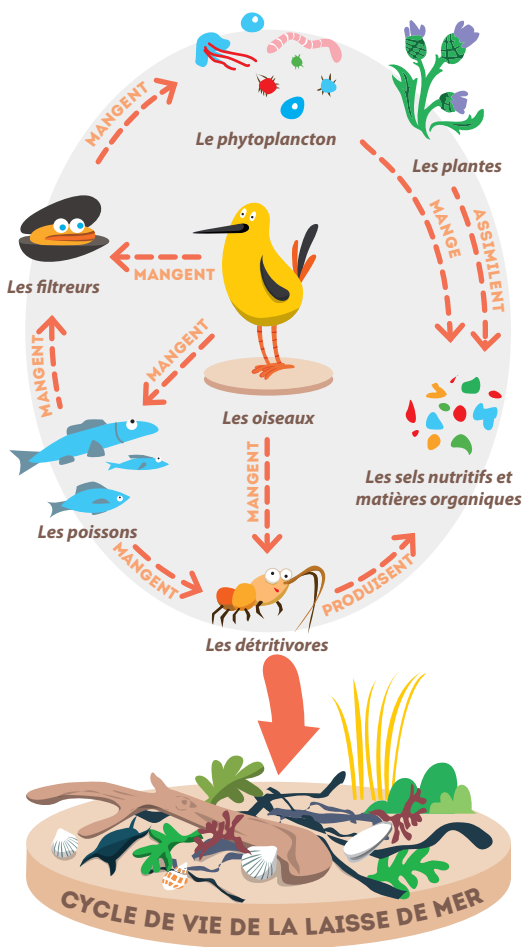 MANGENT
Le phytoplancton
Les plantes
MANGE
ASSIMILENT
MANGENT
Les filtreurs
MANGENT
MANGENT
Les oiseaux
MANGENT
Les sels nutritifs et
matières organiques
Les poissons
MANGENT
PRODUISENT
Les détritivores
CYCLE DE VIE DE LA LAISSE DE MER